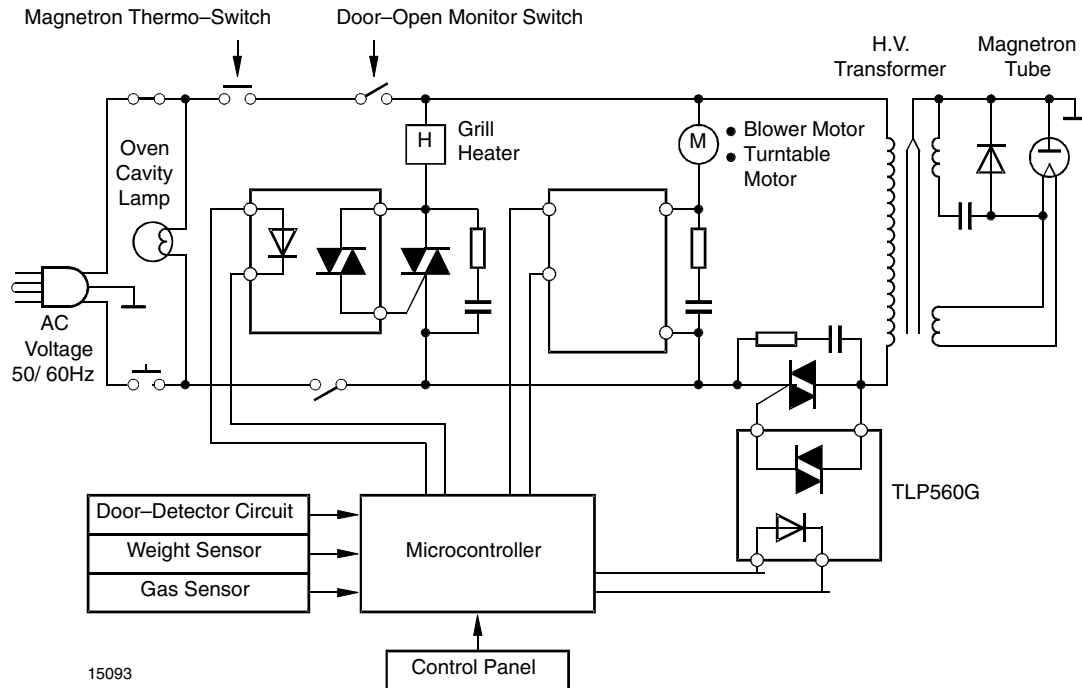 Magnetron Thermo–Switch
Door–Open Monitor Switch
H.V.
Transformer
Magnetron
Tube
Oven
Cavity
Lamp
H
Grill
Heater
M
● Blower Motor
● Turntable
Motor
AC
Voltage
50/ 60Hz
TLP560G
Door–Detector Circuit
Weight Sensor
Gas Sensor
Microcontroller
Control Panel
15093